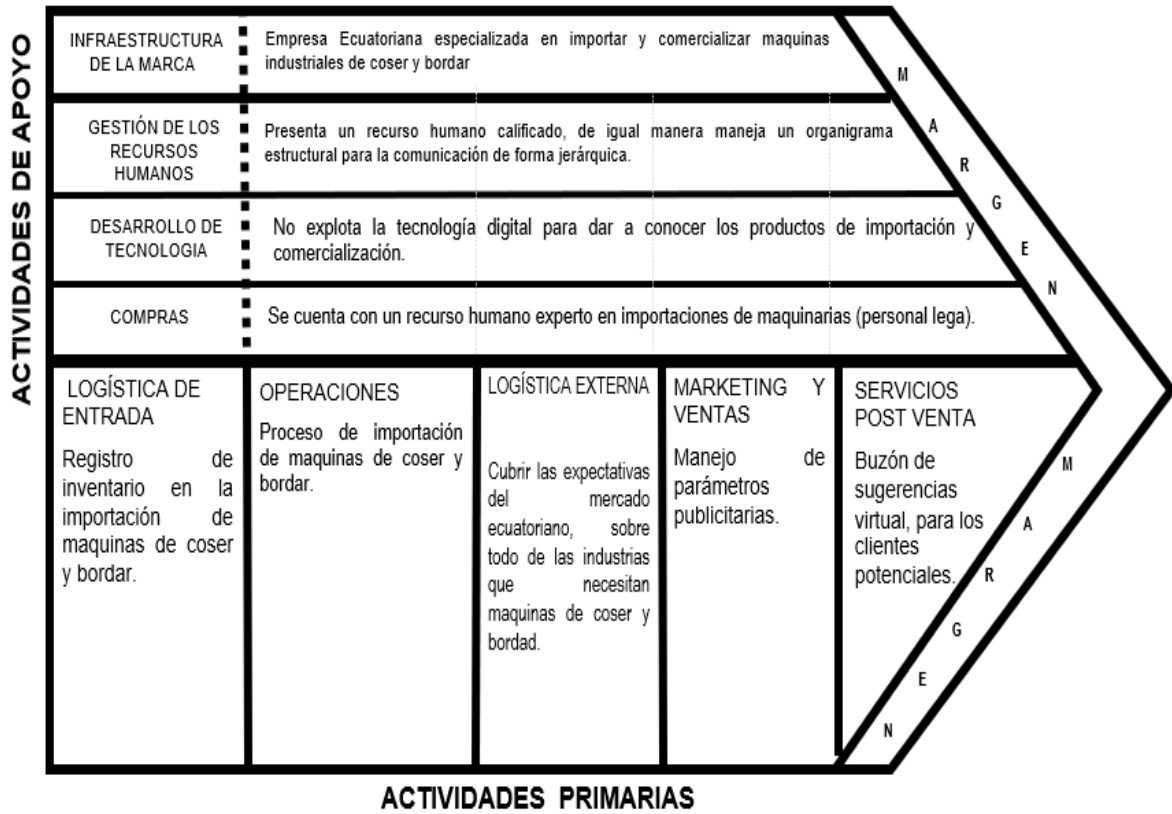 ACTIVIDADES DE APOYO
INFRAESTRUCTURA
DE LA MARCA
Empresa Ecuatoriana especializada en importar y comercializar maquinas
industriales de coser y bordar
GESTIÓN DE LOS
RECURSOS
HUMANOS
Presenta un recurso humano calificado, de igual manera maneja un organigrama
estructural para la comunicación de forma jerárquica.
DESARROLLO DE
TECNOLOGIA
No explota la tecnología digital para dar a conocer los productos de importación y
comercialización.
COMPRAS
Se cuenta con un recurso humano experto en importaciones de maquinarias (personal lega).
MARGEN
LOGÍSTICA DE
ENTRADA
Registro de
inventario en la
importación de
maquinas de coser
y bordar.
OPERACIONES
Proceso de importación
de maquinas de coser y
bordar.
LOGÍSTICA EXTERNA
Cubrir las expectativas
del mercado
ecuatoriano, sobre
todo de las industrias
que necesitan
maquinas de coser y
bordad.
MARKETING Y
VENTAS
Manejo de
parámetros
publicitarias.
SERVICIOS
POST VENTA
Buzón de
sugerencias
virtual, para los
clientes
potenciales.
MARGEN
ACTIVIDADES PRIMARIAS